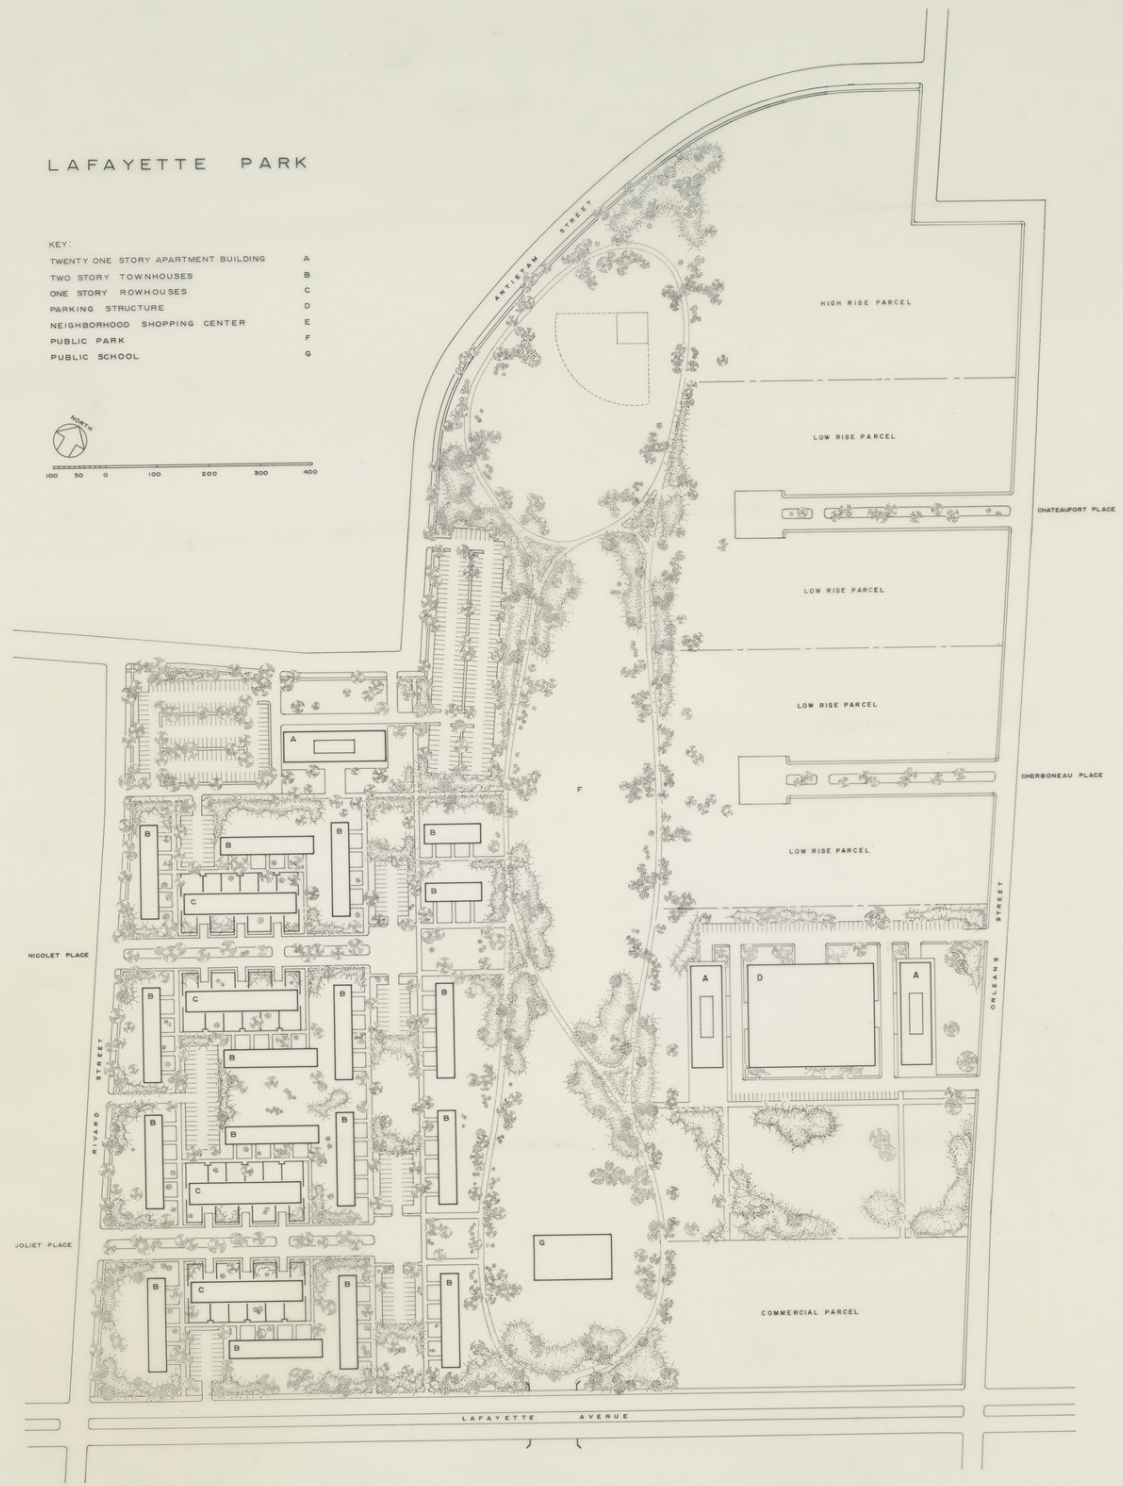 LAFAYETTE PARK
KEY:
TWENTY ONE STORY APARTMENT BUILDING A
TWO STORY TOWNHOUSES B
ONE STORY ROWHOUSES C
PARKING STRUCTURE D
NEIGHBORHOOD SHOPPING CENTER E
PUBLIC PARK F
PUBLIC SCHOOL G
NORTH
100 50 0 100 200 300 400
ANTIETAM STREET
HIGH RISE PARCEL
LOW RISE PARCEL
CHATEAUFORT PLACE
LOW RISE PARCEL
LOW RISE PARCEL
CHERBONEAU PLACE
LOW RISE PARCEL
A
F
B
B
B
B
B
C
NICOLET PLACE
ORLEANS STREET
A
D
A
B
C
B
B
B
RIVARD STREET
B
B
B
B
C
JOLIET PLACE
G
B
C
B
B
B
COMMERCIAL PARCEL
LAFAYETTE AVENUE